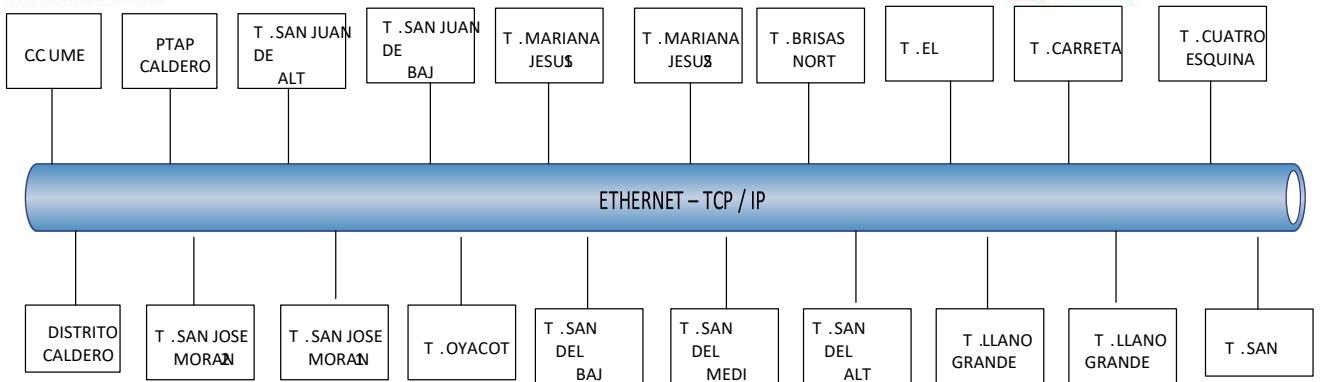 CC UME
PTAP
CALDERO
T . SAN JUAN
DE
ALT
T . SAN JUAN
DE
BAJ
T . MARIANA
JESUS
T . MARIANA
JESUS
T . BRISAS
NORT
T . EL
T . CARRETA
T . CUATRO
ESQUINA
ETHERNET – TCP / IP
DISTRITO
CALDERO
T . SAN JOSE
MORAN
T . SAN JOSE
MORAN
T . OYACOT
T . SAN
DEL
BAJ
T . SAN
DEL
MEDI
T . SAN
DEL
ALT
T . LLANO
GRANDE
T . LLANO
GRANDE
T . SAN